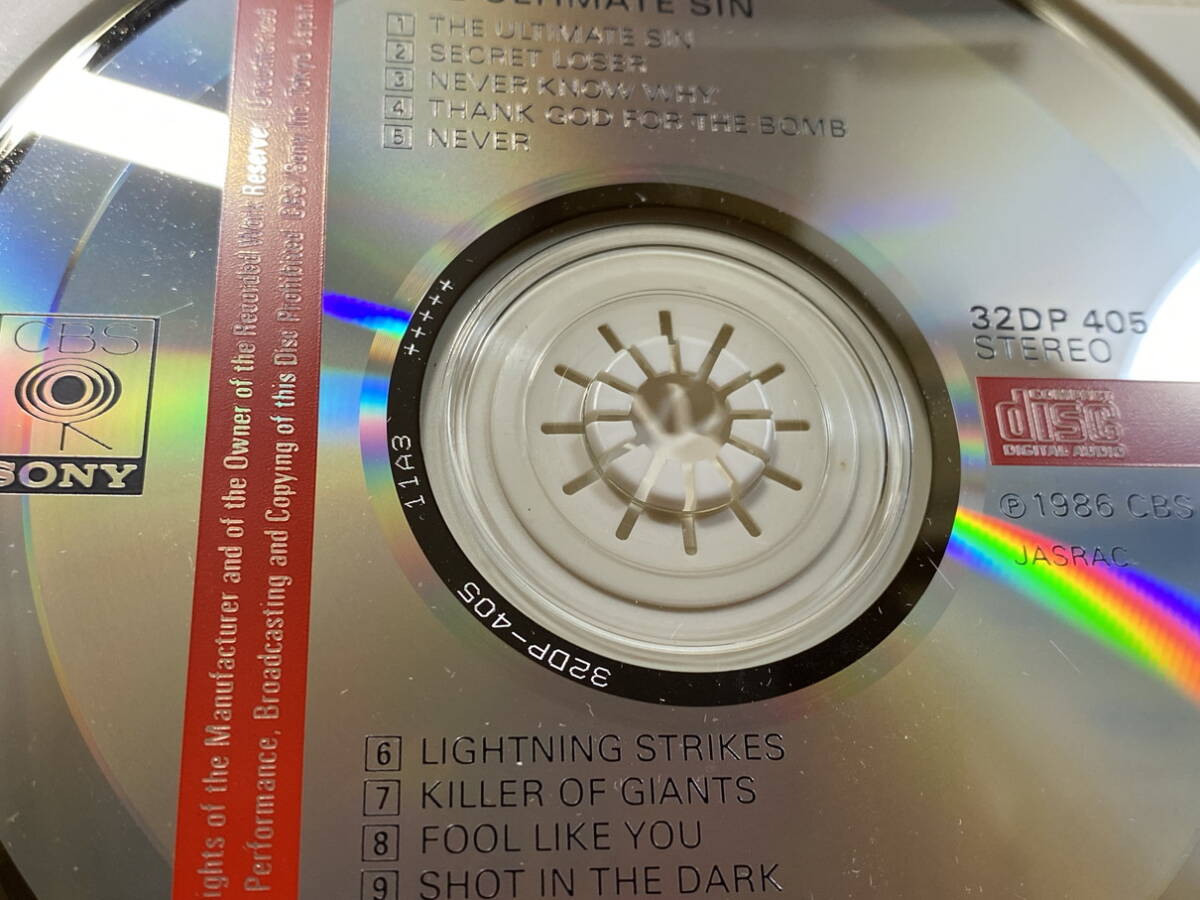 ULTIMATE SIN
1 THE ULTIMATE SIN
2 SECRET LOSER
3 NEVER KNOW WHY
4 THANK GOD FOR THE BOMB
5 NEVER
CBS
SONY
ights of the Manufacturer and of the Owner of the Recorded Work Reserve Unauthorized
Performance, Broadcasting and Copyng of this Disc Prohibited CBS/Sony Inc. Tokyo Japan
32DP 405
STEREO
COMPACT
disc
DIGITAL AUDIO
Ⓟ1986 CBS
JASRAC
+++++
11A3
32DP-405
6 LIGHTNING STRIKES
7 KILLER OF GIANTS
8 FOOL LIKE YOU
9 SHOT IN THE DARK